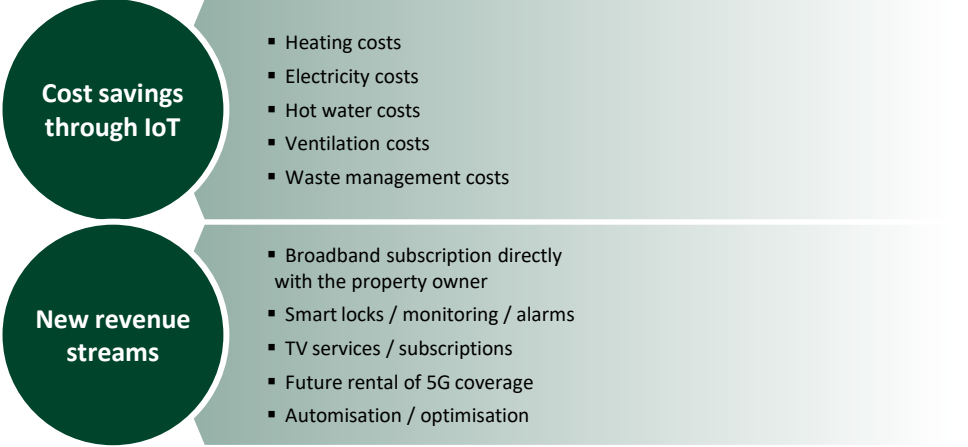 Cost savings
through IoT
▪ Heating costs
▪ Electricity costs
▪ Hot water costs
▪ Ventilation costs
▪ Waste management costs
New revenue
streams
▪ Broadband subscription directly
with the property owner
▪ Smart locks / monitoring / alarms
▪ TV services / subscriptions
▪ Future rental of 5G coverage
▪ Automisation / optimisation